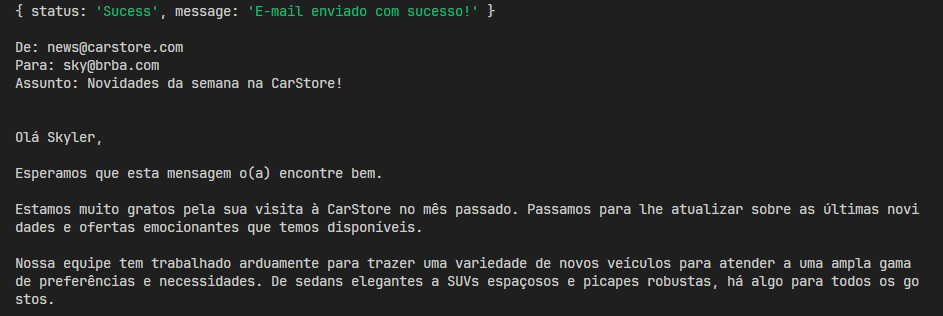 { status: 'Sucess', message: 'E-mail enviado com sucesso!' }
De: news@carstore.com
Para: sky@brba.com
Assunto: Novidades da semana na CarStore!
Olá Skyler,
Esperamos que esta mensagem o(a) encontre bem.
Estamos muito gratos pela sua visita à CarStore no mês passado. Passamos para lhe atualizar sobre as últimas novi
dades e ofertas emocionantes que temos disponíveis.
Nossa equipe tem trabalhado arduamente para trazer uma variedade de novos veículos para atender a uma ampla gama
de preferências e necessidades. De sedans elegantes a SUVs espaçosos e picapes robustas, há algo para todos os go
stos.